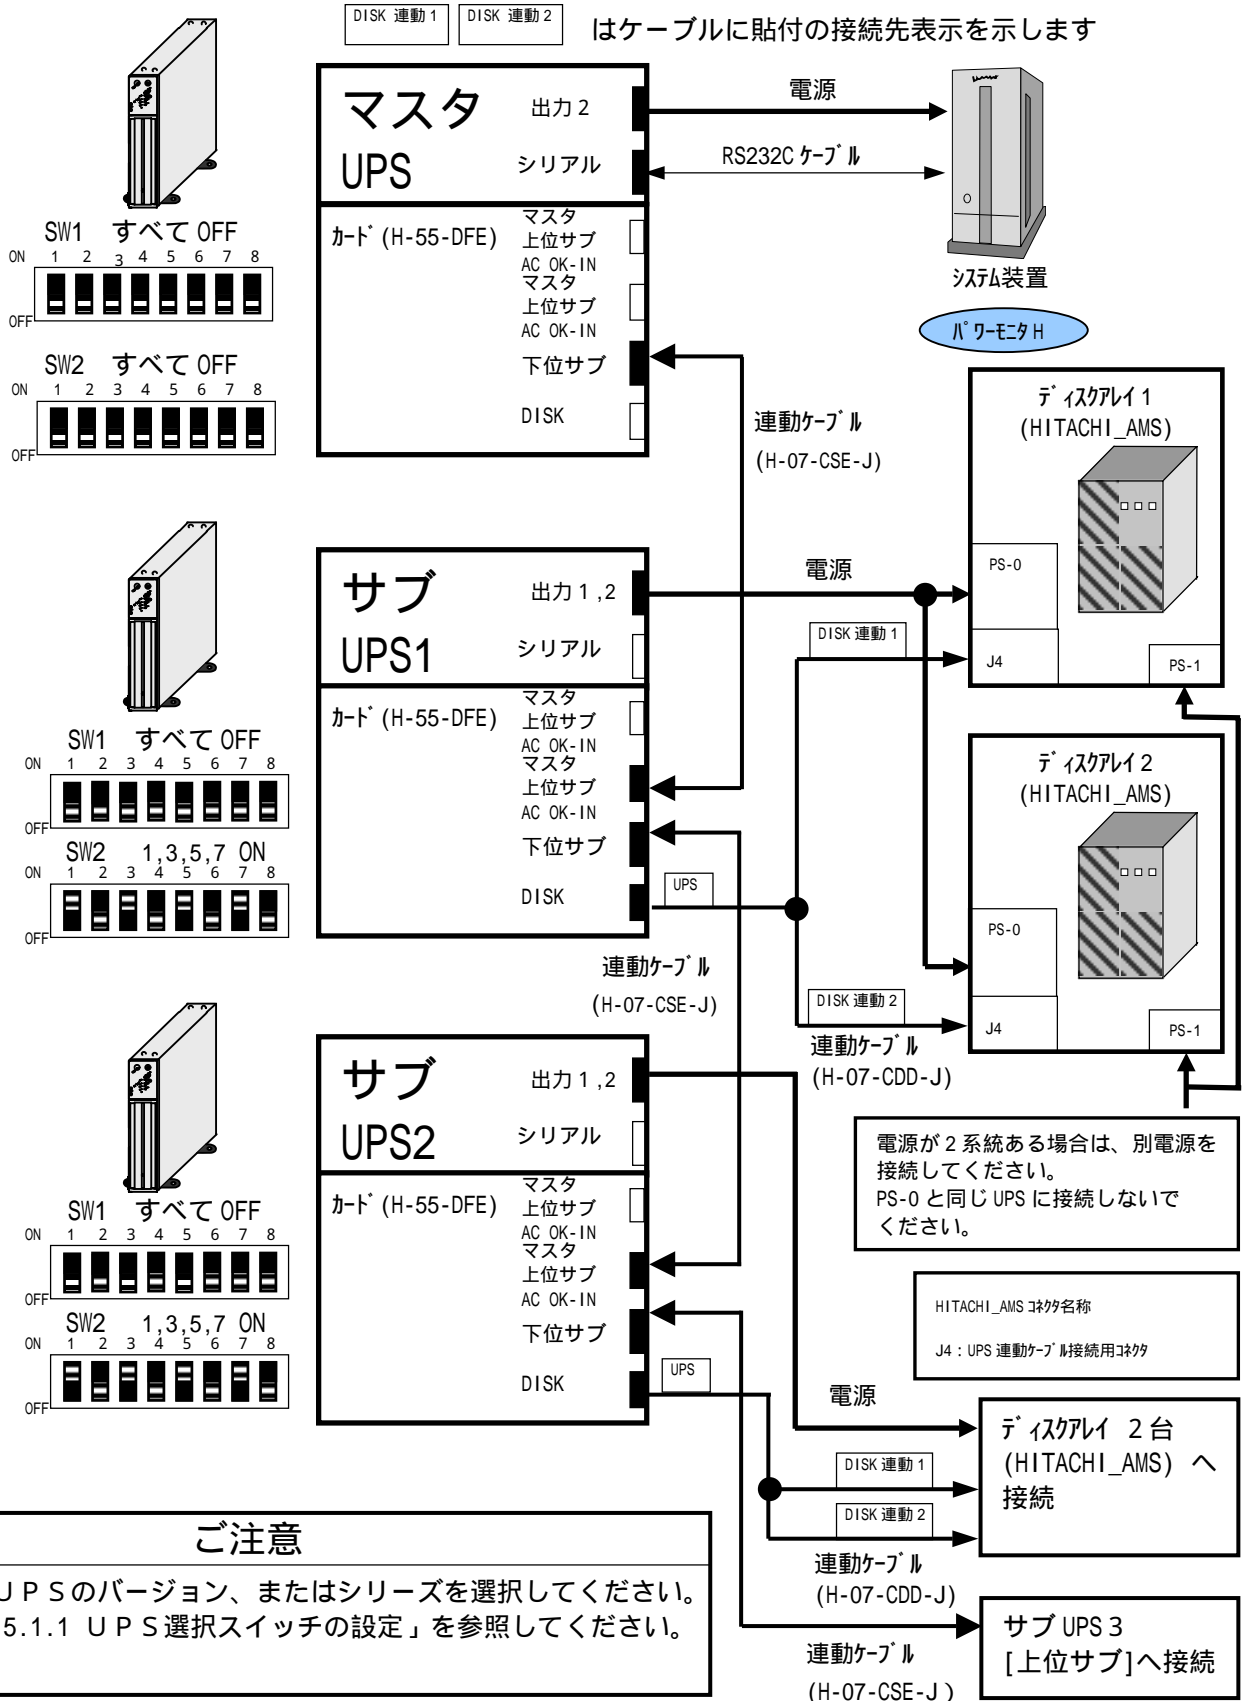 DISK 連動 1
DISK 連動 2
はケーブルに貼付の接続先表示を示します
マスタ
UPS
出力 2
シリアル
電源
RS232C ｹｰﾌﾞﾙ
ｼｽﾃﾑ装置
ﾊﾟﾜｰﾓﾆﾀ H
SW1 すべて OFF
ON 1 2 3 4 5 6 7 8
OFF
SW2 すべて OFF
ON 1 2 3 4 5 6 7 8
OFF
ｶｰﾄﾞ (H-55-DFE)
マスタ
上位サブ
AC OK-IN
マスタ
上位サブ
AC OK-IN
下位サブ
DISK
連動ｹｰﾌﾞﾙ
(H-07-CSE-J)
ﾃﾞｨｽｸｱﾚｲ 1
(HITACHI_AMS)
PS-0
J4
PS-1
サブ
UPS1
出力 1 ,2
シリアル
電源
DISK 連動 1
SW1 すべて OFF
ON 1 2 3 4 5 6 7 8
OFF
SW2 1,3,5,7 ON
ON 1 2 3 4 5 6 7 8
OFF
ｶｰﾄﾞ (H-55-DFE)
マスタ
上位サブ
AC OK-IN
マスタ
上位サブ
AC OK-IN
下位サブ
DISK
UPS
連動ｹｰﾌﾞﾙ
(H-07-CSE-J)
ﾃﾞｨｽｸｱﾚｲ 2
(HITACHI_AMS)
PS-0
J4
PS-1
DISK 連動 2
連動ｹｰﾌﾞﾙ
(H-07-CDD-J)
サブ
UPS2
出力 1 ,2
シリアル
電源が 2 系統ある場合は、別電源を
接続してください。
PS-0 と同じ UPS に接続しないで
ください。
SW1 すべて OFF
ON 1 2 3 4 5 6 7 8
OFF
SW2 1,3,5,7 ON
ON 1 2 3 4 5 6 7 8
OFF
ｶｰﾄﾞ (H-55-DFE)
マスタ
上位サブ
AC OK-IN
マスタ
上位サブ
AC OK-IN
下位サブ
DISK
UPS
HITACHI_AMS ｺﾈｸﾀ名称
J4 : UPS 連動ｹｰﾌﾞﾙ接続用ｺﾈｸﾀ
電源
ﾃﾞｨｽｸｱﾚｲ 2 台
(HITACHI_AMS) へ
接続
DISK 連動 1
DISK 連動 2
連動ｹｰﾌﾞﾙ
(H-07-CDD-J)
ご注意
ＵＰＳのバージョン、またはシリーズを選択してください。
5.1.1 ＵＰＳ選択スイッチの設定」を参照してください。
サブ UPS 3
[上位サブ]へ接続
連動ｹｰﾌﾞﾙ
(H-07-CSE-J )